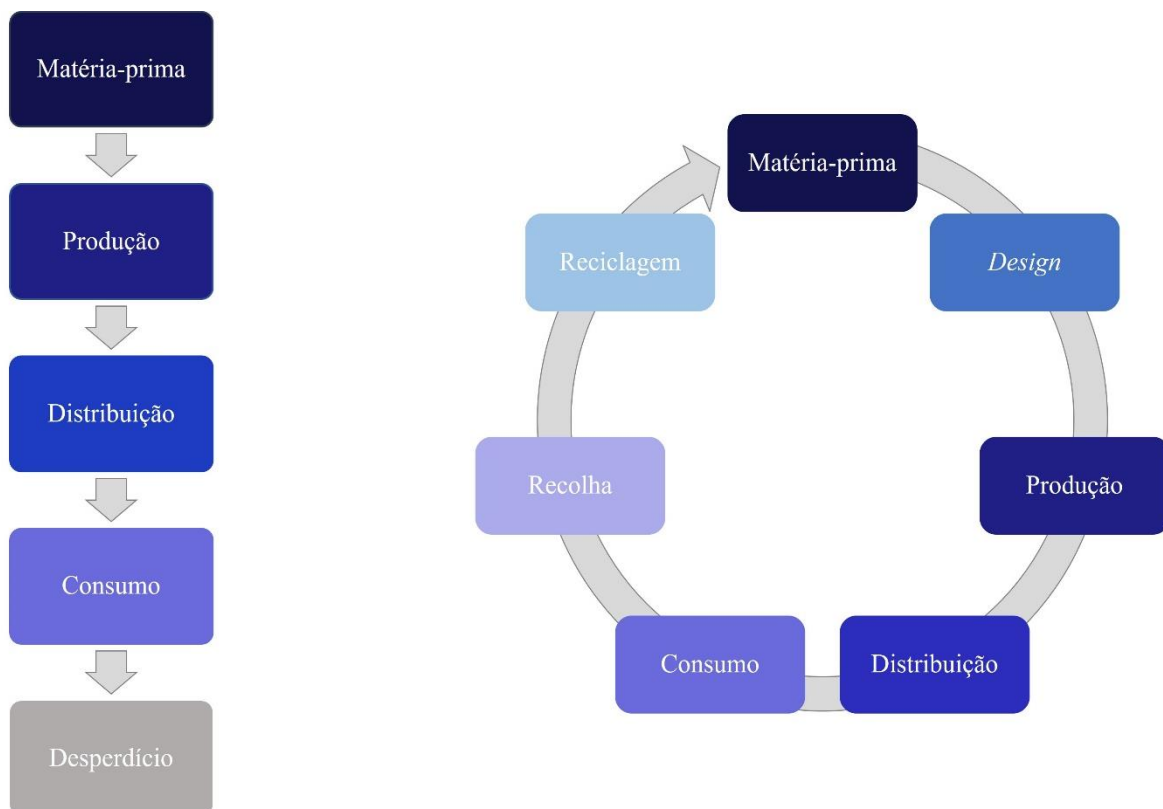 Matéria-prima
Produção
Distribuição
Consumo
Desperdício
Matéria-prima
Design
Produção
Distribuição
Consumo
Recolha
Reciclagem